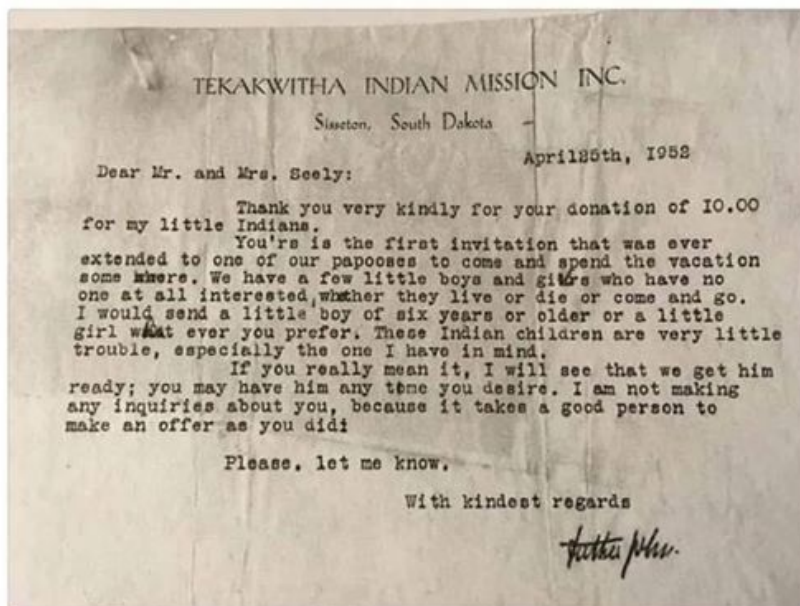 TEKAKWITHA INDIAN MISSION INC.
Sisseton, South Dakota -
April25th, I952
Dear Mr. and Mrs. Seely:
Thank you very kindly for your donation of I0.00
for my little Indians.
You'rs is the first invitation that was ever
extended to one of our papooses to come and spend the vacation
some where. We have a few little boys and girls who have no
one at all interested, whether they live or die or come and go.
I would send a little boy of six years or older or a little
girl what ever you prefer. These Indian children are very little
trouble, especially the one I have in mind.
If you really mean it, I will see that we get him
ready; you may have him any tome you desire. I am not making
any inquiries about you, because it takes a good person to
make an offer as you did!
Please, let me know.
With kindest regards
Father John.